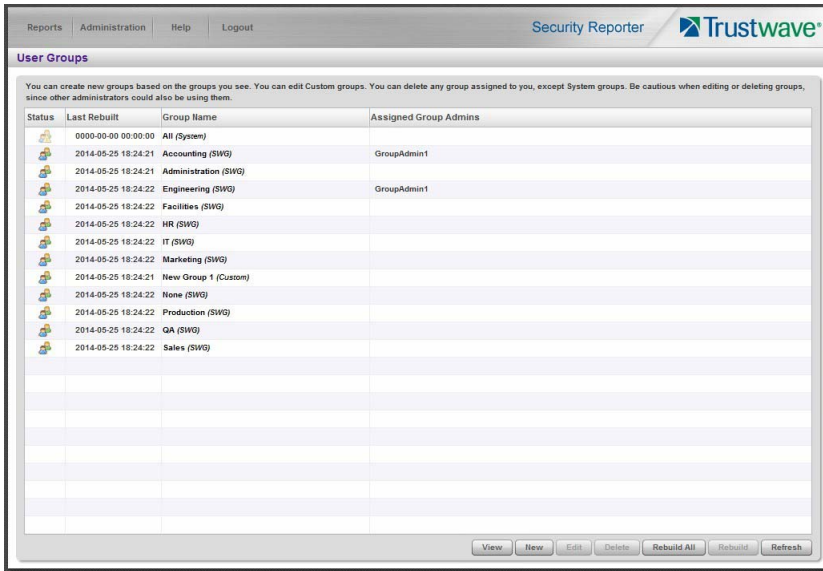 Reports Administration Help Logout Security Reporter Trustwave®
User Groups
You can create new groups based on the groups you see. You can edit Custom groups. You can delete any group assigned to you, except System groups. Be cautious when editing or deleting groups,
since other administrators could also be using them.
Status Last Rebuilt Group Name Assigned Group Admins
0000-00-00 00:00:00 All (System)
2014-05-25 18:24:21 Accounting (SWG) GroupAdmin1
2014-05-25 18:24:21 Administration (SWG)
2014-05-25 18:24:22 Engineering (SWG) GroupAdmin1
2014-05-25 18:24:22 Facilities (SWG)
2014-05-25 18:24:22 HR (SWG)
2014-05-25 18:24:22 IT (SWG)
2014-05-25 18:24:22 Marketing (SWG)
2014-05-25 18:24:21 New Group 1 (Custom)
2014-05-25 18:24:22 None (SWG)
2014-05-25 18:24:22 Production (SWG)
2014-05-25 18:24:22 QA (SWG)
2014-05-25 18:24:22 Sales (SWG)
View New Edit Delete Rebuild All Rebuild Refresh